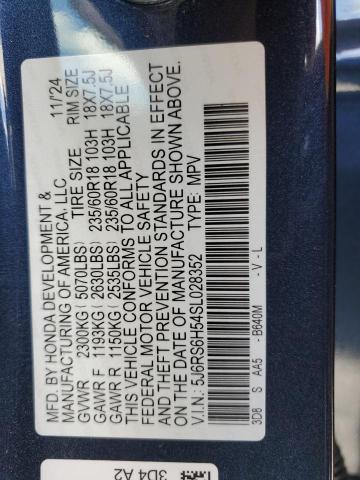 MFD. BY HONDA DEVELOPMENT & 11/24
MANUFACTURING OF AMERICA, LLC
TIRE SIZE RIM SIZE
GVWR 2300KG (5070LBS)
GAWR F 1193KG (2630LBS) 235/60R18 103H 18X7.5J
GAWR R 1150KG (2535LBS) 235/60R18 103H 18X7.5J
THIS VEHICLE CONFORMS TO ALL APPLICABLE
FEDERAL MOTOR VEHICLE SAFETY
AND THEFT PREVENTION STANDARDS IN EFFECT
ON THE DATE OF MANUFACTURE SHOWN ABOVE.
V.I.N.: 5J6RS6H54SL028352 TYPE: MPV
3D8 S AA5 - B640M - V - L
3D4 A2